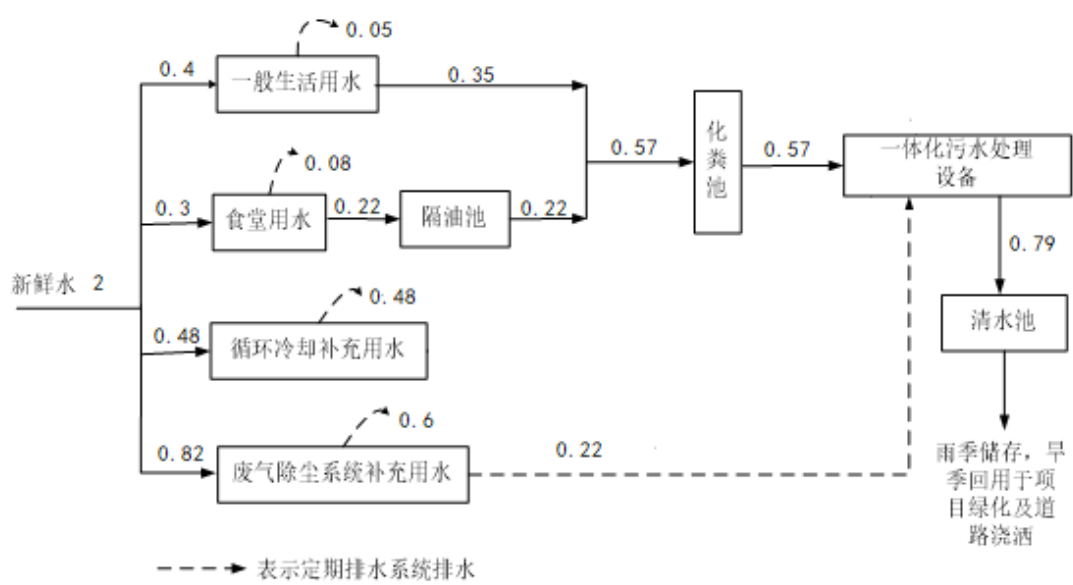 0.05
0.4
一般生活用水
0.35
0.08
0.3
食堂用水
0.22
隔油池
0.22
0.57
化
粪
池
0.57
一体化污水处理
设备
0.79
清水池
新鲜水 2
0.48
0.48
循环冷却补充用水
0.6
0.82
废气除尘系统补充用水
0.22
雨季储存，旱
季回用于项
目绿化及道
路浇洒
表示定期排水系统排水